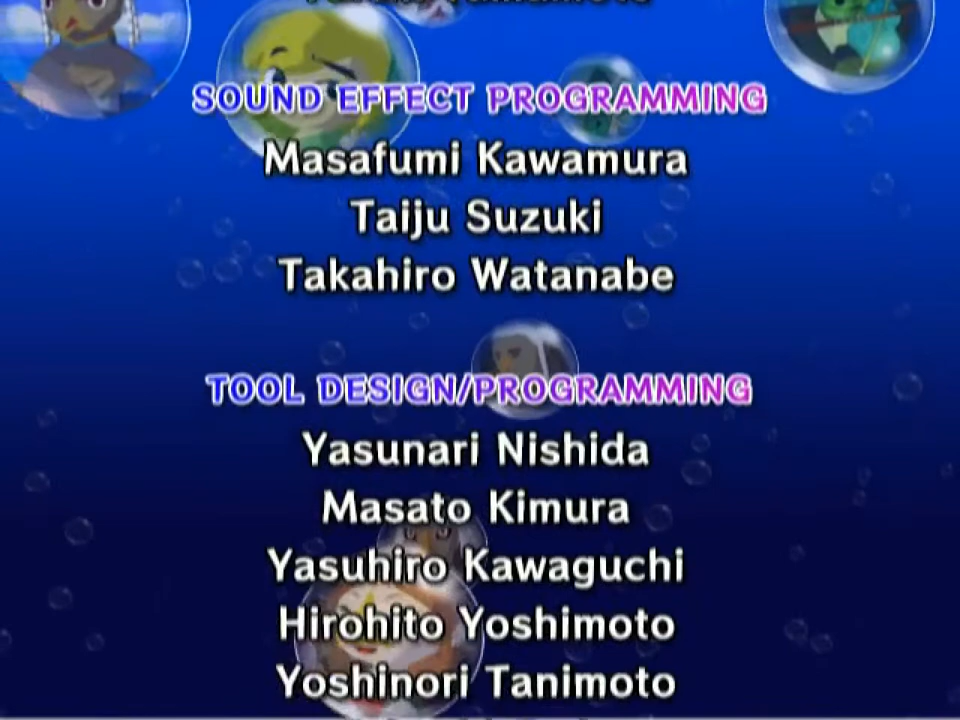 SOUND EFFECT PROGRAMMING
Masafumi Kawamura
Taiju Suzuki
Takahiro Watanabe
TOOL DESIGN/PROGRAMMING
Yasunari Nishida
Masato Kimura
Yasuhiro Kawaguchi
Hirohito Yoshimoto
Yoshinori Tanimoto